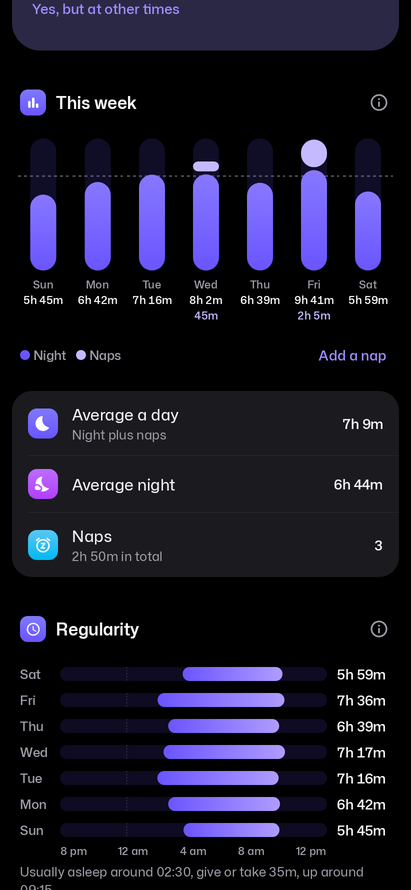 Yes, but at other times
This week
Sun Mon Tue Wed Thu Fri Sat
5h 45m 6h 42m 7h 16m 8h 2m 6h 39m 9h 41m 5h 59m
45m 2h 5m
Night Naps Add a nap
Average a day
Night plus naps
7h 9m
Average night 6h 44m
Naps
2h 50m in total
3
Regularity
Sat 5h 59m
Fri 7h 36m
Thu 6h 39m
Wed 7h 17m
Tue 7h 16m
Mon 6h 42m
Sun 5h 45m
8 pm 12 am 4 am 8 am 12 pm
Usually asleep around 02:30, give or take 35m, up around
09:15